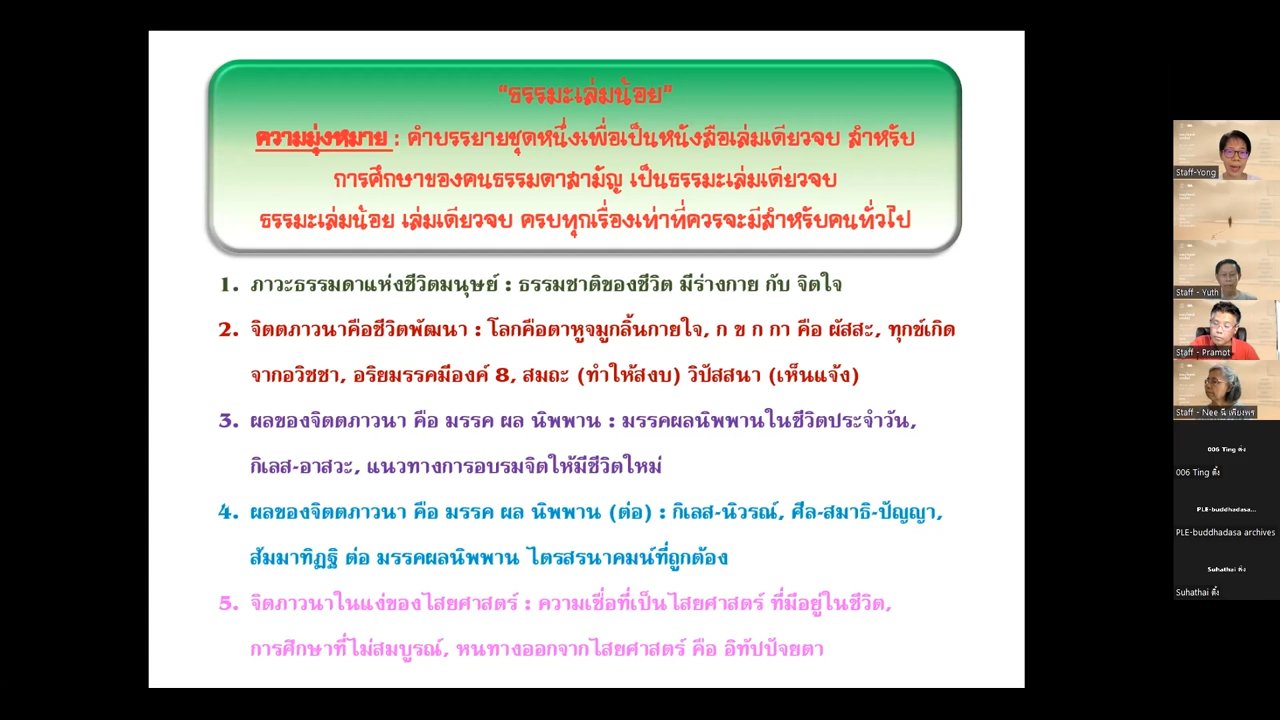 "ธรรมะเล่มน้อย"
ความมุ่งหมาย : คำบรรยายชุดหนึ่งเพื่อเป็นหนังสือเล่มเดียวจบ สำหรับ
การศึกษาของคนธรรมดาสามัญ เป็นธรรมะเล่มเดียวจบ
ธรรมะเล่มน้อย เล่มเดียวจบ ครบทุกเรื่องเท่าที่ควรจะมีสำหรับคนทั่วไป
1. ภาวะธรรมดาแห่งชีวิตมนุษย์ : ธรรมชาติของชีวิต มีร่างกาย กับ จิตใจ
2. จิตตภาวนาคือชีวิตพัฒนา : โลกคือตาหูจมูกลิ้นกายใจ, ก ข ก กา คือ ผัสสะ, ทุกข์เกิด
จากอวิชชา, อริยมรรคมีองค์ 8, สมถะ (ทำให้สงบ) วิปัสสนา (เห็นแจ้ง)
3. ผลของจิตตภาวนา คือ มรรค ผล นิพพาน : มรรคผลนิพพานในชีวิตประจำวัน,
กิเลส-อาสวะ, แนวทางการอบรมจิตให้มีชีวิตใหม่
4. ผลของจิตตภาวนา คือ มรรค ผล นิพพาน (ต่อ) : กิเลส-นิวรณ์, ศีล-สมาธิ-ปัญญา,
สัมมาทิฏฐิ ต่อ มรรคผลนิพพาน ไตรสรนาคมน์ที่ถูกต้อง
5. จิตภาวนาในแง่ของไสยศาสตร์ : ความเชื่อที่เป็นไสยศาสตร์ ที่มีอยู่ในชีวิต,
การศึกษาที่ไม่สมบูรณ์, หนทางออกจากไสยศาสตร์ คือ อิทัปปัจยตา
Staff-Yong
Staff - Yuth
Staff - Pramot
Staff - Nee นี เพียงพร
006 Ting ติ๋ง
006 Ting ติ๋ง
PLE-buddhadasa...
PLE-buddhadasa archives
Suhathai ติ๋ง
Suhathai ติ๋ง